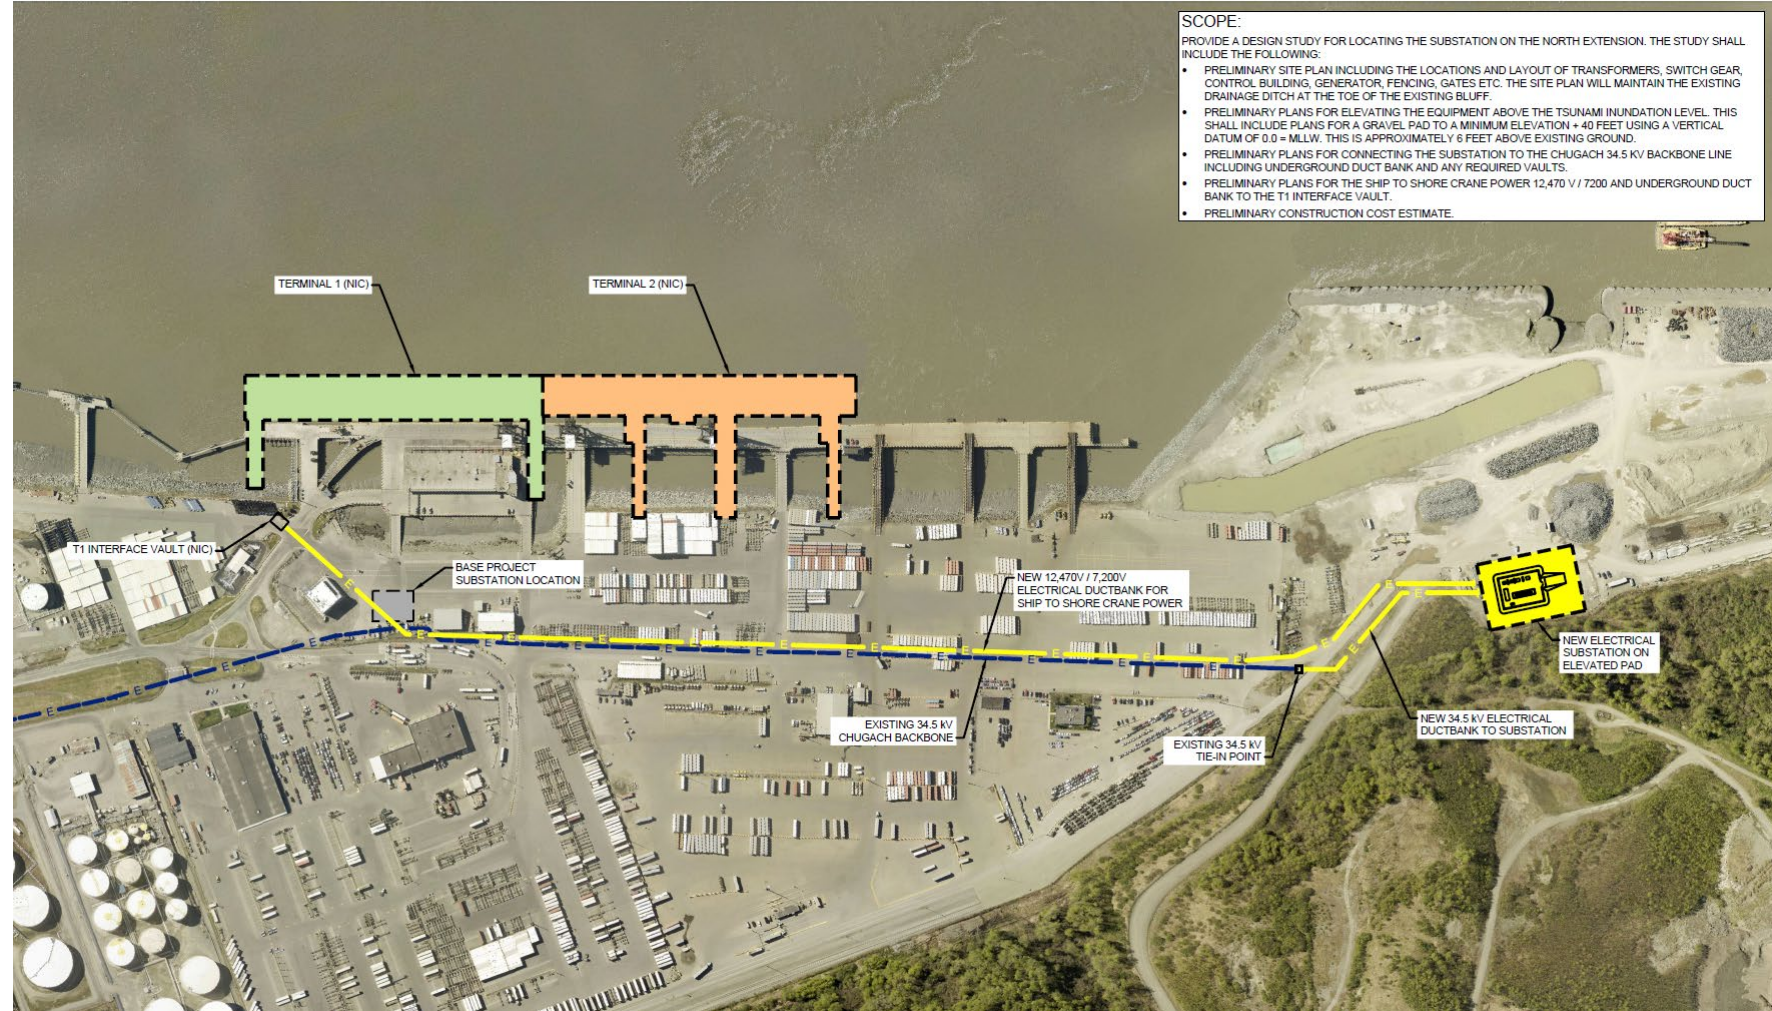 SCOPE:
PROVIDE A DESIGN STUDY FOR LOCATING THE SUBSTATION ON THE NORTH EXTENSION. THE STUDY SHALL
INCLUDE THE FOLLOWING:
• PRELIMINARY SITE PLAN INCLUDING THE LOCATIONS AND LAYOUT OF TRANSFORMERS, SWITCH GEAR,
CONTROL BUILDING, GENERATOR, FENCING, GATES ETC. THE SITE PLAN WILL MAINTAIN THE EXISTING
DRAINAGE DITCH AT THE TOE OF THE EXISTING BLUFF.
• PRELIMINARY PLANS FOR ELEVATING THE EQUIPMENT ABOVE THE TSUNAMI INUNDATION LEVEL. THIS
SHALL INCLUDE PLANS FOR A GRAVEL PAD TO A MINIMUM ELEVATION + 40 FEET USING A VERTICAL
DATUM OF 0.0 = MLLW. THIS IS APPROXIMATELY 6 FEET ABOVE EXISTING GROUND.
• PRELIMINARY PLANS FOR CONNECTING THE SUBSTATION TO THE CHUGACH 34.5 KV BACKBONE LINE
INCLUDING UNDERGROUND DUCT BANK AND ANY REQUIRED VAULTS.
• PRELIMINARY PLANS FOR THE SHIP TO SHORE CRANE POWER 12,470 V / 7200 AND UNDERGROUND DUCT
BANK TO THE T1 INTERFACE VAULT.
• PRELIMINARY CONSTRUCTION COST ESTIMATE.
TERMINAL 1 (NIC)
TERMINAL 2 (NIC)
T1 INTERFACE VAULT (NIC)
BASE PROJECT
SUBSTATION LOCATION
NEW 12,470V / 7,200V
ELECTRICAL DUCTBANK FOR
SHIP TO SHORE CRANE POWER
NEW ELECTRICAL
SUBSTATION ON
ELEVATED PAD
EXISTING 34.5 kV
CHUGACH BACKBONE
NEW 34.5 kV ELECTRICAL
DUCTBANK TO SUBSTATION
EXISTING 34.5 kV
TIE-IN POINT
E E E E E E E E E E E E
E E E E E E E E E E E